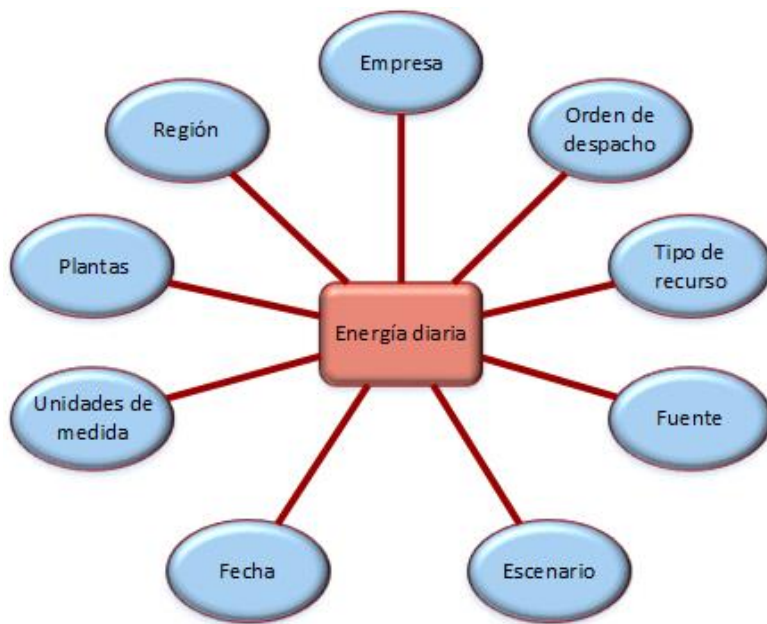 Empresa
Región
Orden de
despacho
Plantas
Tipo de
recurso
Energía diaria
Unidades de
medida
Fuente
Fecha
Escenario